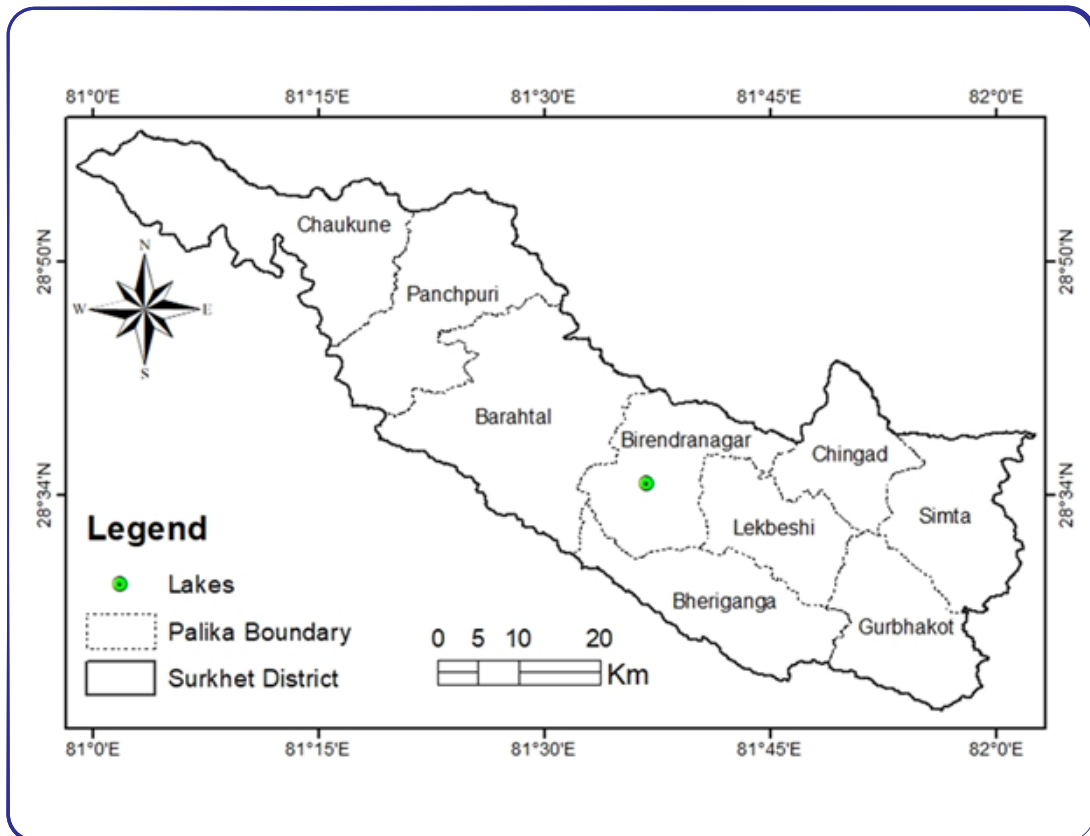 81°0'E 81°15'E 81°30'E 81°45'E 82°0'E
28°50'N 28°50'N
28°34'N 28°34'N
Chaukune
Panchpuri
Barahtal
Birendranagar
Chingad
Simta
Lekbeshi
Bheriganga
Gurbhakot
N
W E
S
Legend
Lakes
Palika Boundary
Surkhet District
0 5 10 20
Km
81°0'E 81°15'E 81°30'E 81°45'E 82°0'E